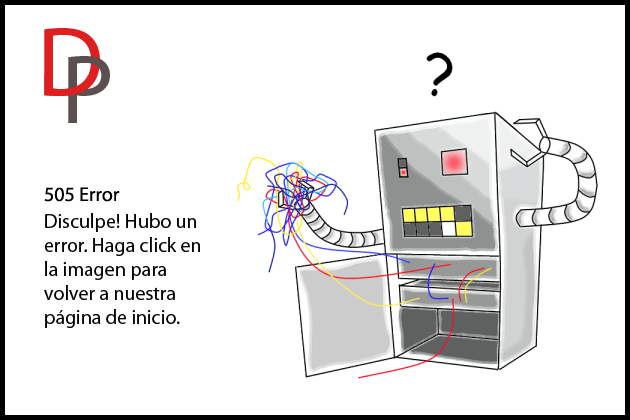 DP
?
505 Error
Disculpe! Hubo un
error. Haga click en
la imagen para
volver a nuestra
página de inicio.